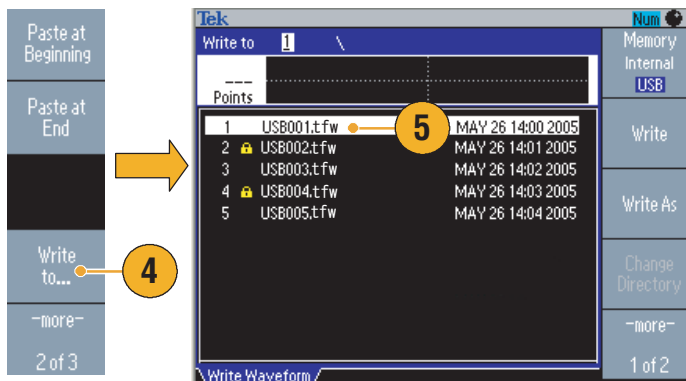 Paste at
Beginning
Paste at
End
Write
to...
4
-more-
2 of 3
Tek
Num
Write to 1 \
---
Points
1 USB001.tfw MAY 26 14:00 2005
5
2 USB002.tfw MAY 26 14:01 2005
3 USB003.tfw MAY 26 14:02 2005
4 USB004.tfw MAY 26 14:03 2005
5 USB005.tfw MAY 26 14:04 2005
Write Waveform
Memory
Internal
USB
Write
Write As
Change
Directory
-more-
1 of 2